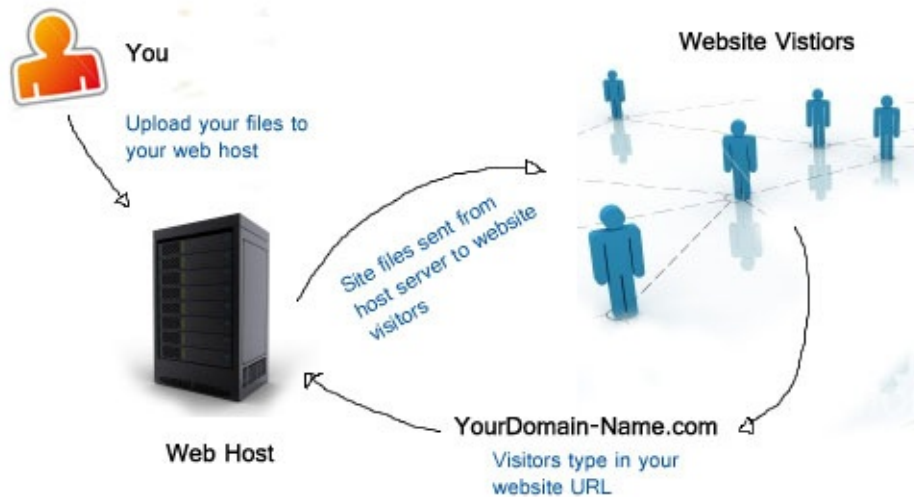 You
Upload your files to
your web host
Website Vistiors
Site files sent from
host server to website
visitors
Web Host
YourDomain-Name.com
Visitors type in your
website URL